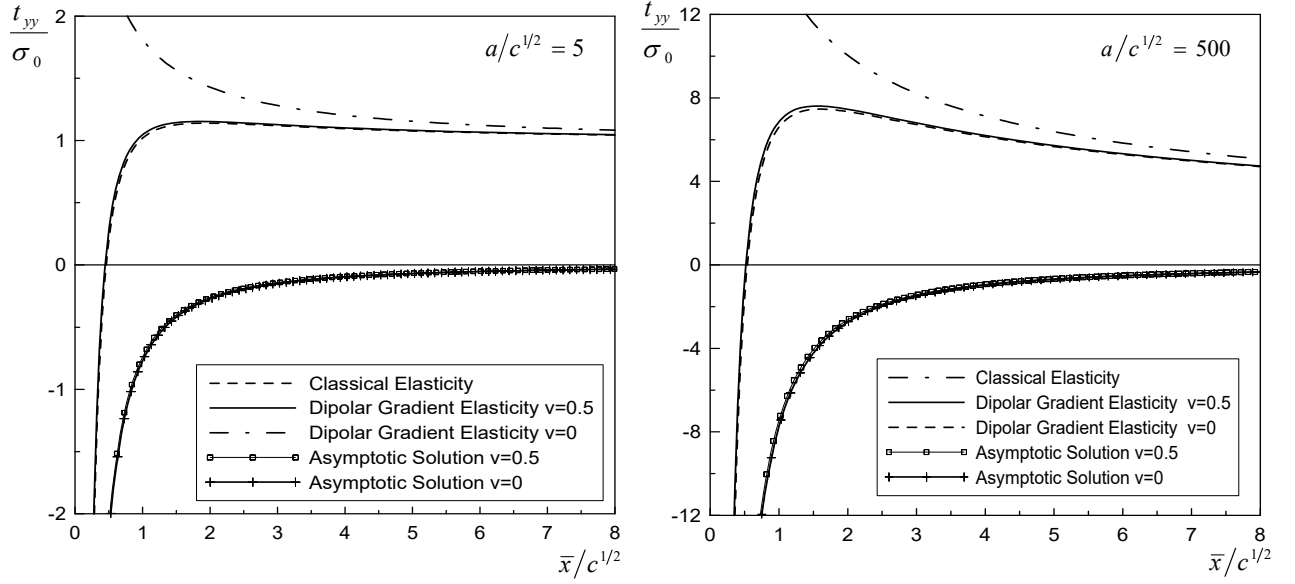 t_yy/σ_0
a/c^{1/2} = 5
2
1
0
-1
-2
Classical Elasticity
Dipolar Gradient Elasticity v=0.5
Dipolar Gradient Elasticity v=0
Asymptotic Solution v=0.5
Asymptotic Solution v=0
0 1 2 3 4 5 6 7 8
x̅/c^{1/2}
t_yy/σ_0
a/c^{1/2} = 500
12
8
4
0
-4
-8
-12
Classical Elasticity
Dipolar Gradient Elasticity v=0.5
Dipolar Gradient Elasticity v=0
Asymptotic Solution v=0.5
Asymptotic Solution v=0
0 1 2 3 4 5 6 7 8
x̅/c^{1/2}